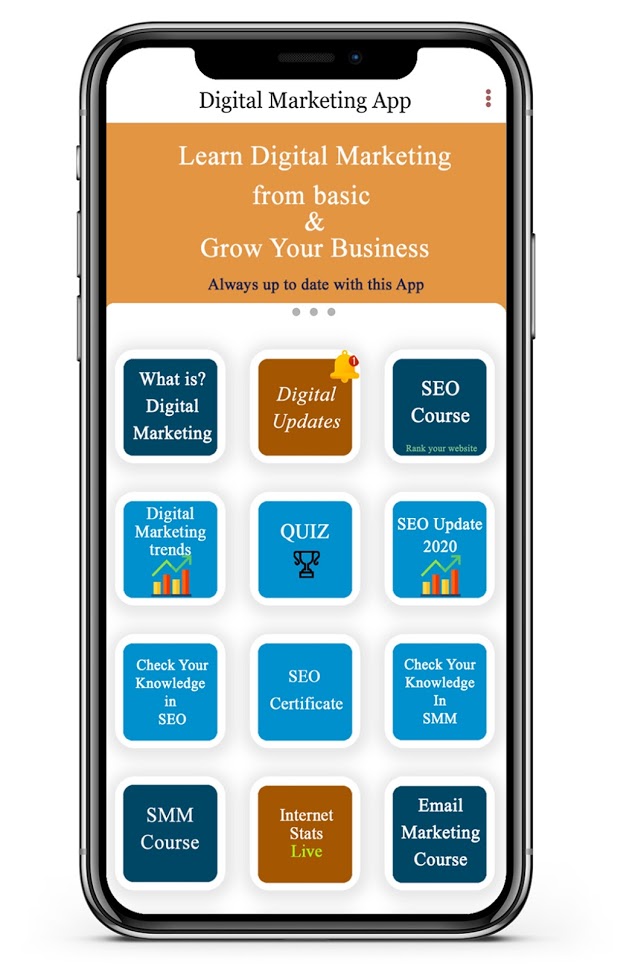 Digital Marketing App
Learn Digital Marketing
from basic
&
Grow Your Business
Always up to date with this App
What is?
Digital
Marketing
1
Digital
Updates
SEO
Course
Rank your website
Digital
Marketing
trends
QUIZ
SEO Update
2020
Check Your
Knowledge
in
SEO
SEO
Certificate
Check Your
Knowledge
In
SMM
SMM
Course
Internet
Stats
Live
Email
Marketing
Course